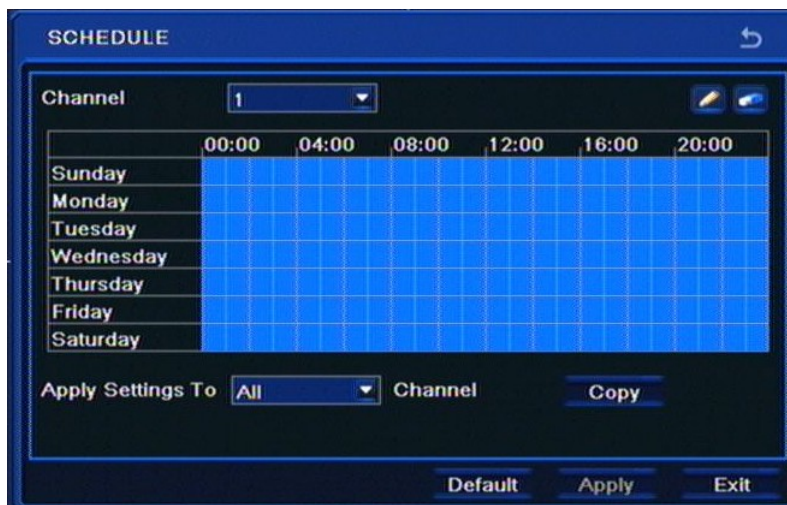 SCHEDULE
Channel 1
00:00 04:00 08:00 12:00 16:00 20:00
Sunday
Monday
Tuesday
Wednesday
Thursday
Friday
Saturday
Apply Settings To All Channel Copy
Default Apply Exit